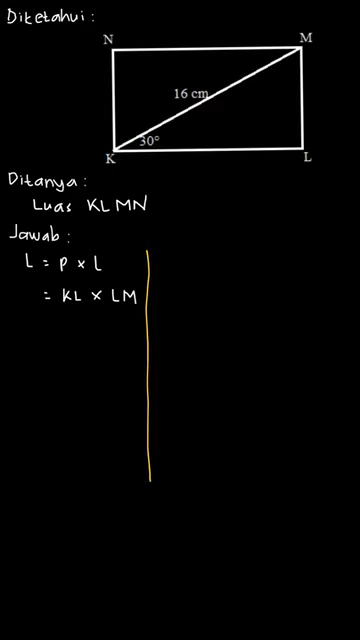 Diketahui:
N
M
16 cm
30°
K
L
Ditanya:
Luas KLMN
Jawab:
L = P × L
= KL × LM